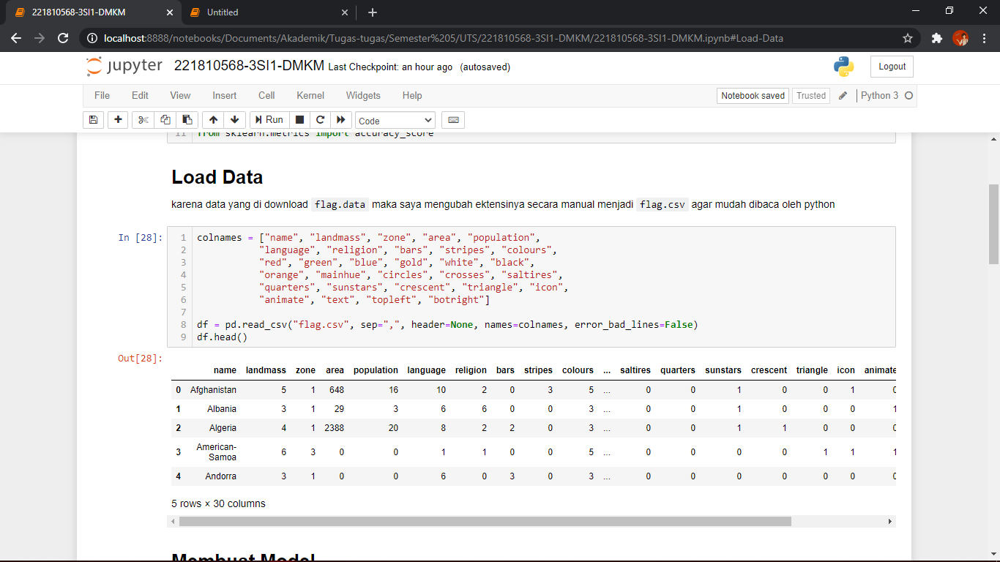 221810568-3SI1-DMKM
Untitled
localhost:8888/notebooks/Documents/Akademik/Tugas-tugas/Semester%205/UTS/221810568-3SI1-DMKM/221810568-3SI1-DMKM.ipynb#Load-Data
jupyter 221810568-3SI1-DMKM Last Checkpoint: an hour ago (autosaved)
Logout
File Edit View Insert Cell Kernel Widgets Help
Notebook saved Trusted Python 3
Run Code
11 from sklearn.metrics import accuracy_score
Load Data
karena data yang di download flag.data maka saya mengubah ektensinya secara manual menjadi flag.csv agar mudah dibaca oleh python
In [28]:
1 colnames = ["name", "landmass", "zone", "area", "population",
2 "language", "religion", "bars", "stripes", "colours",
3 "red", "green", "blue", "gold", "white", "black",
4 "orange", "mainhue", "circles", "crosses", "saltires",
5 "quarters", "sunstars", "crescent", "triangle", "icon",
6 "animate", "text", "topleft", "botright"]
7
8 df = pd.read_csv("flag.csv", sep=",", header=None, names=colnames, error_bad_lines=False)
9 df.head()
Out[28]:
name landmass zone area population language religion bars stripes colours ... saltires quarters sunstars crescent triangle icon animate
0 Afghanistan 5 1 648 16 10 2 0 3 5 ... 0 0 1 0 0 1 0
1 Albania 3 1 29 3 6 6 0 0 3 ... 0 0 1 0 0 0 1
2 Algeria 4 1 2388 20 8 2 2 0 3 ... 0 0 1 1 0 0 0
3 American-Samoa 6 3 0 0 1 1 0 0 5 ... 0 0 0 0 1 1 1
4 Andorra 3 1 0 0 6 0 3 0 3 ... 0 0 0 0 0 0 0
5 rows × 30 columns
Membuat Model